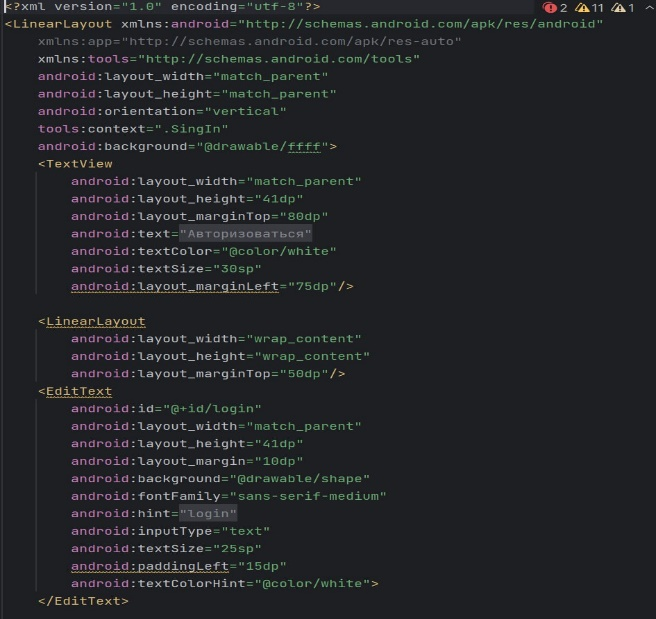 <?xml version="1.0" encoding="utf-8"?>
2 11 1
<LinearLayout xmlns:android="http://schemas.android.com/apk/res/android"
xmlns:app="http://schemas.android.com/apk/res-auto"
xmlns:tools="http://schemas.android.com/tools"
android:layout_width="match_parent"
android:layout_height="match_parent"
android:orientation="vertical"
tools:context=".SingIn"
android:background="@drawable/ffff">
<TextView
android:layout_width="match_parent"
android:layout_height="41dp"
android:layout_marginTop="80dp"
android:text="Авторизоваться"
android:textColor="@color/white"
android:textSize="30sp"
android:layout_marginLeft="75dp"/>
<LinearLayout
android:layout_width="wrap_content"
android:layout_height="wrap_content"
android:layout_marginTop="50dp"/>
<EditText
android:id="@+id/login"
android:layout_width="match_parent"
android:layout_height="41dp"
android:layout_margin="10dp"
android:background="@drawable/shape"
android:fontFamily="sans-serif-medium"
android:hint="login"
android:inputType="text"
android:textSize="25sp"
android:paddingLeft="15dp"
android:textColorHint="@color/white">
</EditText>